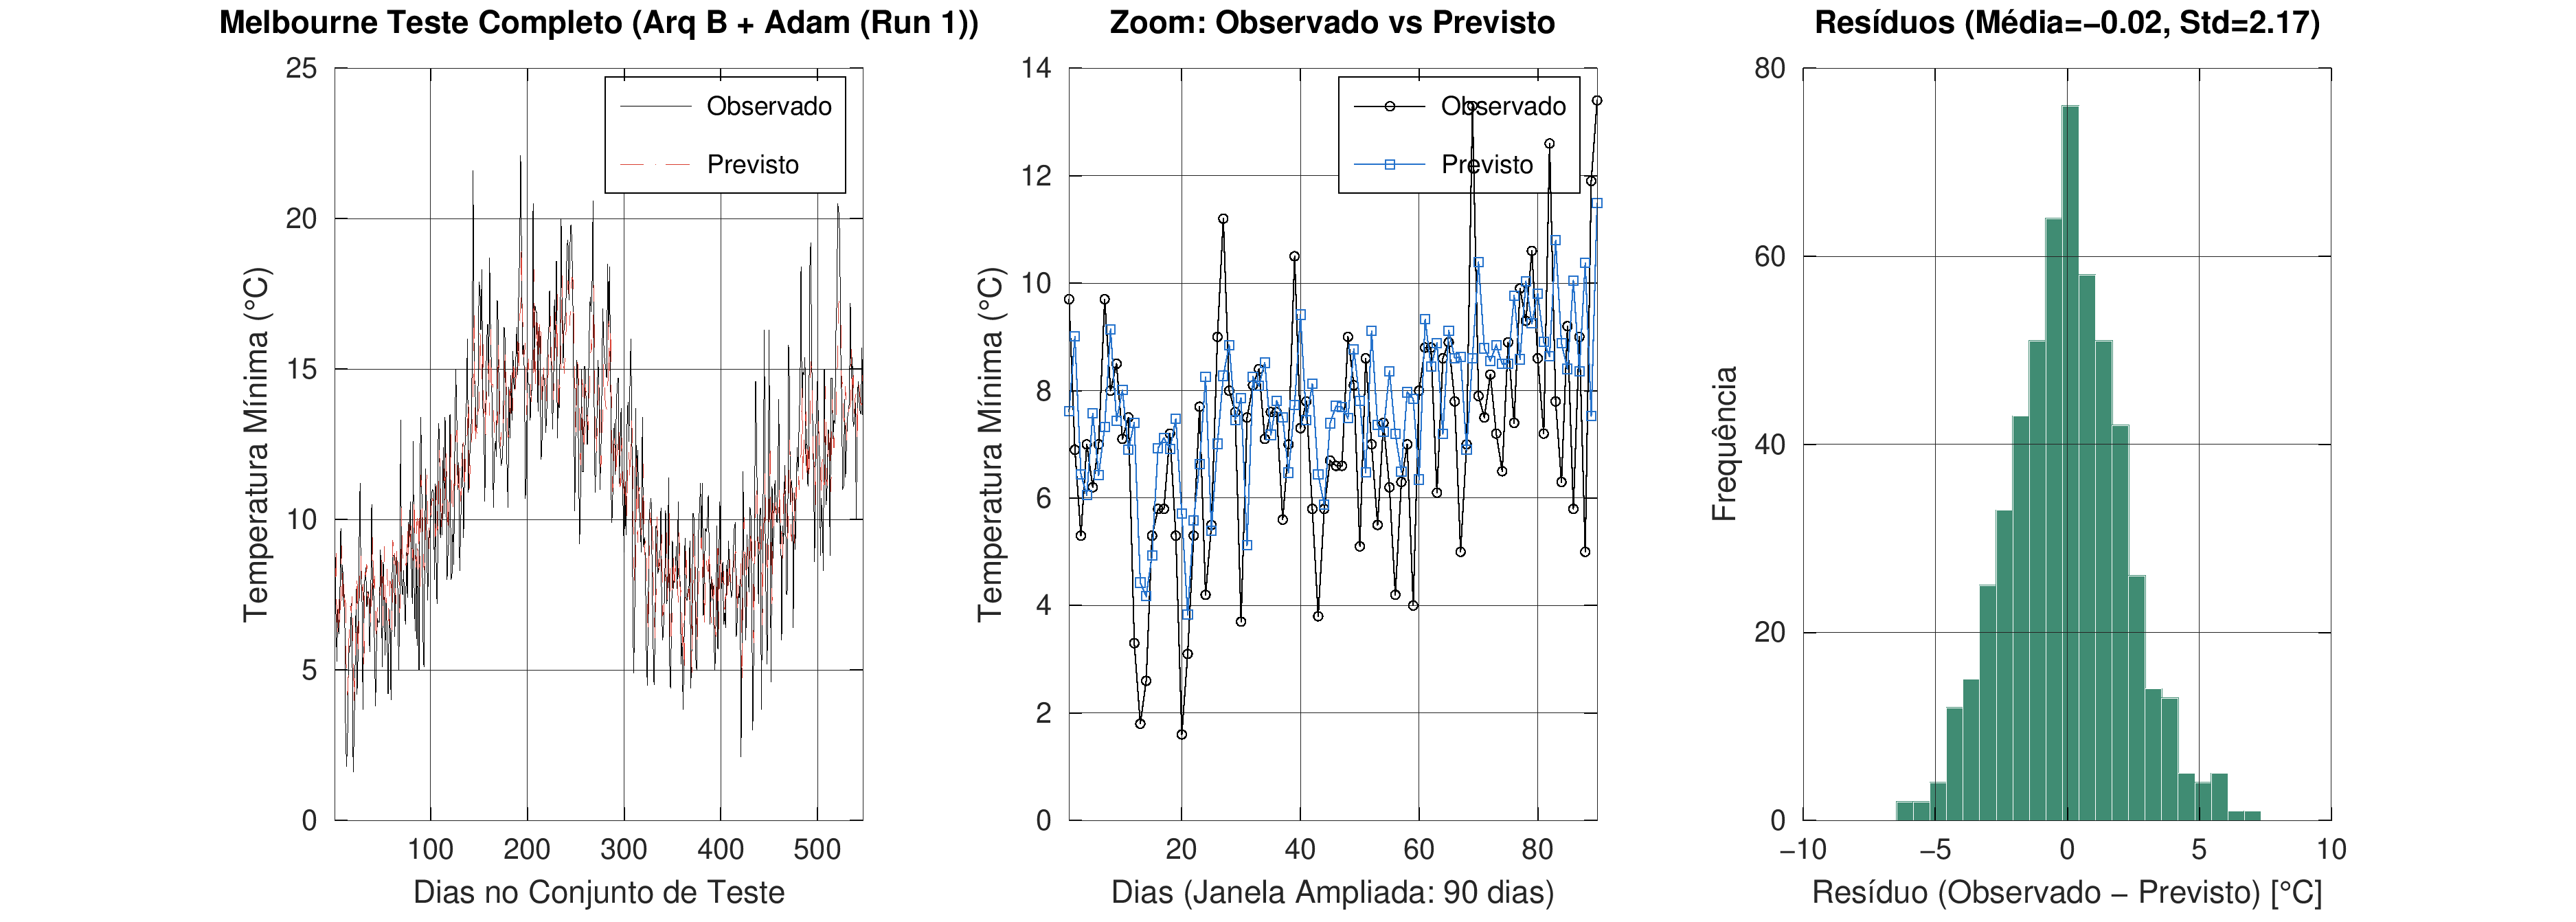 Melbourne Teste Completo (Arq B + Adam (Run 1))
25
20
15
10
5
0
100 200 300 400 500
Temperatura Mínima (°C)
Dias no Conjunto de Teste
Observado
Previsto
Zoom: Observado vs Previsto
14
12
10
8
6
4
2
0
20 40 60 80
Temperatura Mínima (°C)
Dias (Janela Ampliada: 90 dias)
Observado
Previsto
Resíduos (Média=−0.02, Std=2.17)
80
60
40
20
0
−10 −5 0 5 10
Frequência
Resíduo (Observado − Previsto) [°C]